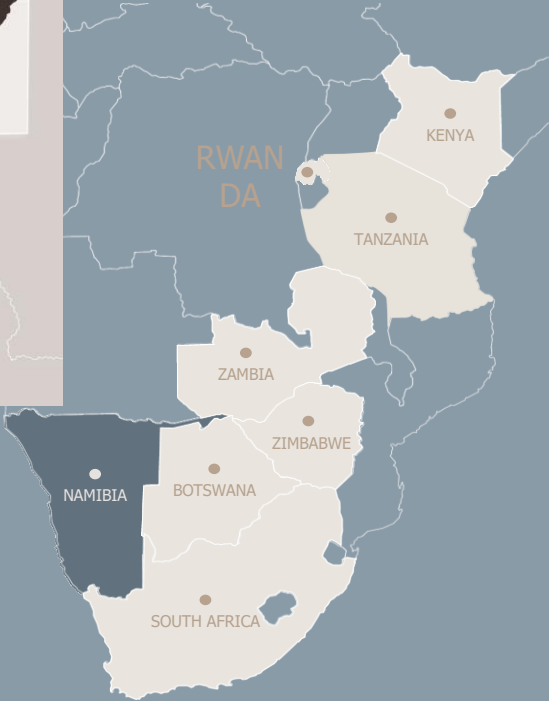 KENYA
RWAN
DA
TANZANIA
ZAMBIA
ZIMBABWE
NAMIBIA
BOTSWANA
SOUTH AFRICA